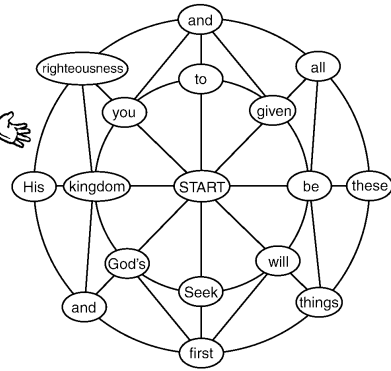 and
righteousness
all
to
you
given
His
kingdom
START
be
these
God's
will
Seek
and
things
first